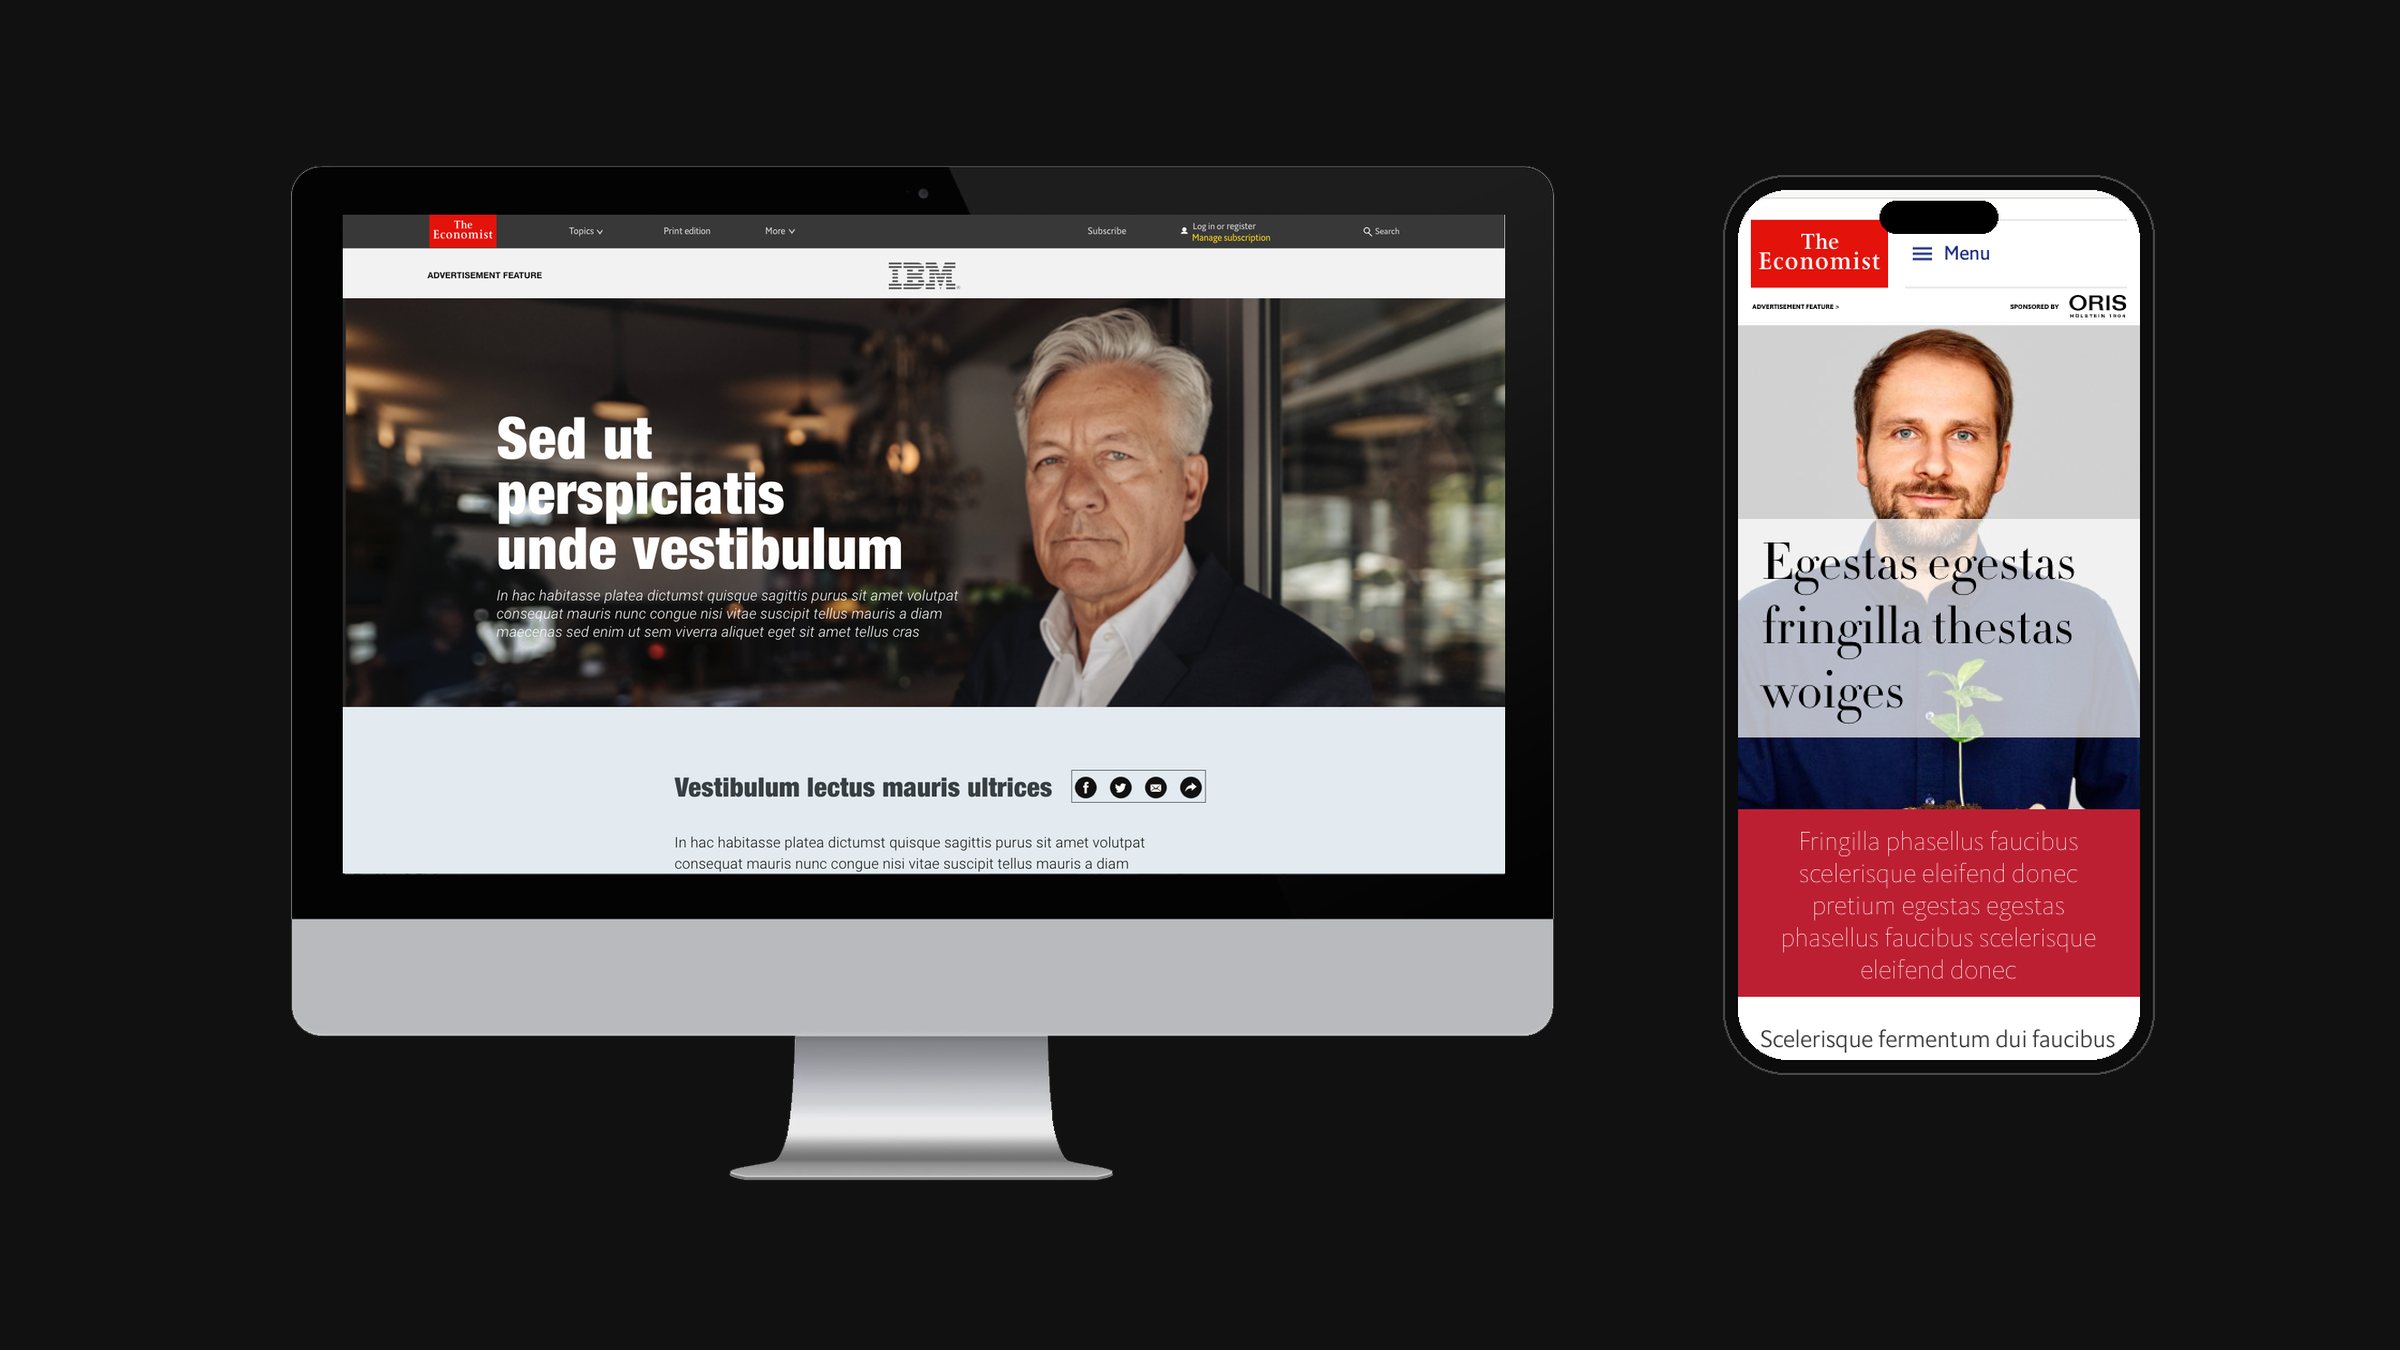 The
Economist
Topics
Print edition
More
Subscribe
Log in or register
Manage subscription
Search
ADVERTISEMENT FEATURE
IBM
Sed ut
perspiciatis
unde vestibulum
In hac habitasse platea dictumst quisque sagittis purus sit amet volutpat
consequat mauris nunc congue nisi vitae suscipit tellus mauris a diam
maecenas sed enim ut sem viverra aliquet eget sit amet tellus cras
Vestibulum lectus mauris ultrices
In hac habitasse platea dictumst quisque sagittis purus sit amet volutpat
consequat mauris nunc congue nisi vitae suscipit tellus mauris a diam
The
Economist
Menu
ADVERTISEMENT FEATURE >
SPONSORED BY
ORIS
HÖLSTEIN 1904
Egestas egestas
fringilla thestas
woiges
Fringilla phasellus faucibus
scelerisque eleifend donec
pretium egestas egestas
phasellus faucibus scelerisque
eleifend donec
Scelerisque fermentum dui faucibus